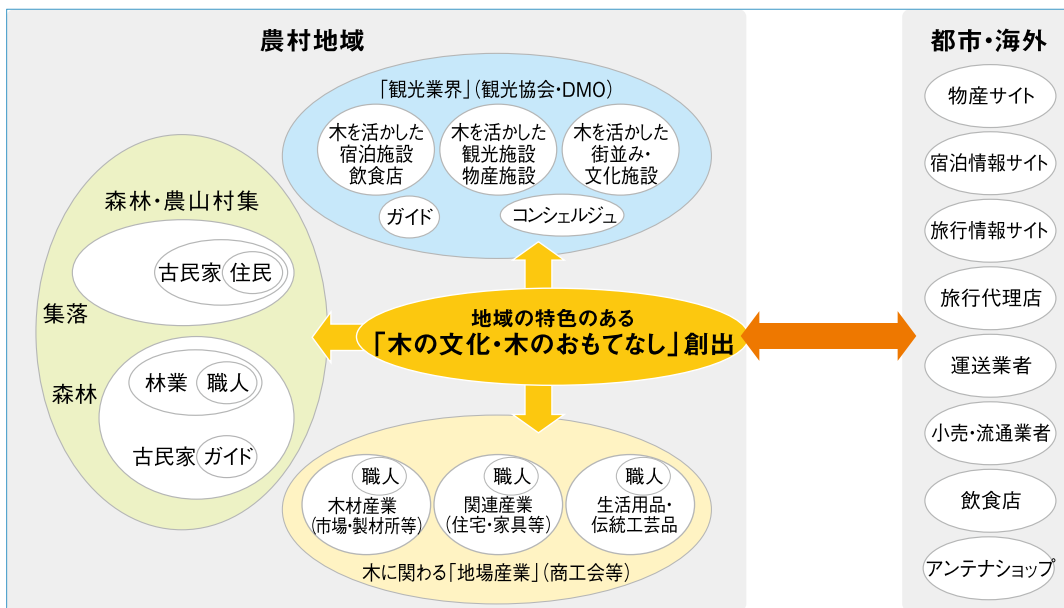 農村地域
「観光業界」(観光協会・DMO)
木を活かした
宿泊施設
飲食店
木を活かした
観光施設
物産施設
木を活かした
街並み・
文化施設
ガイド
コンシェルジュ
森林・農山村集
古民家
住民
集落
森林
林業
職人
古民家
ガイド
地域の特色のある
「木の文化・木のおもてなし」創出
職人
木材産業
(市場・製材所等)
職人
関連産業
(住宅・家具等)
職人
生活用品・
伝統工芸品
木に関わる「地場産業」(商工会等)
都市・海外
物産サイト
宿泊情報サイト
旅行情報サイト
旅行代理店
運送業者
小売・流通業者
飲食店
アンテナショップ